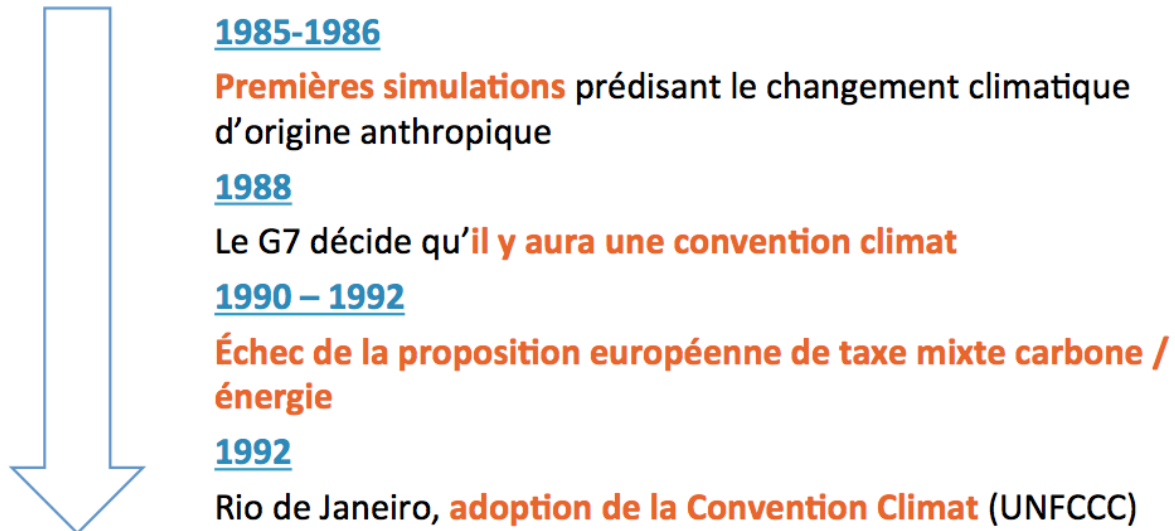 1985-1986
Premières simulations prédisant le changement climatique
d’origine anthropique
1988
Le G7 décide qu’il y aura une convention climat
1990 – 1992
Échec de la proposition européenne de taxe mixte carbone /
énergie
1992
Rio de Janeiro, adoption de la Convention Climat (UNFCCC)